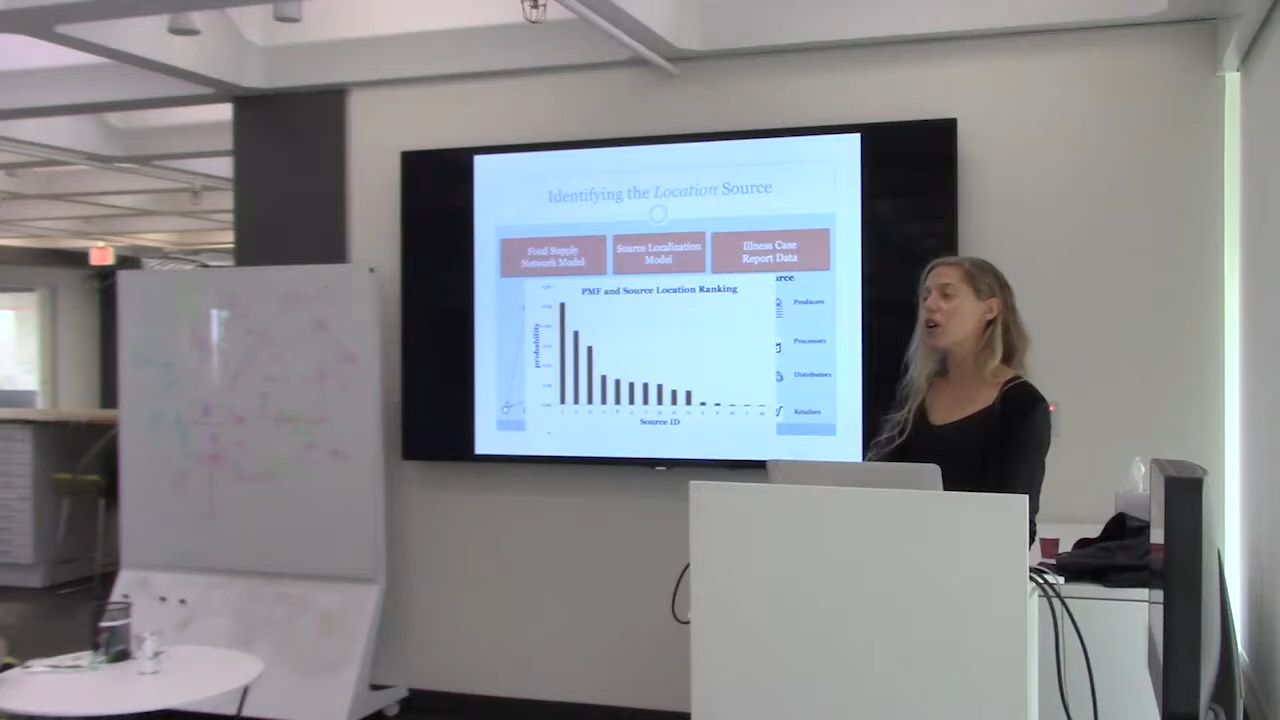 Identifying the Location Source
Food Supply
Network Model
Source Localization
Model
Illness Case
Report Data
urce
PMF and Source Location Ranking
Producers
Processors
Distributors
Retailers
probability
Source ID